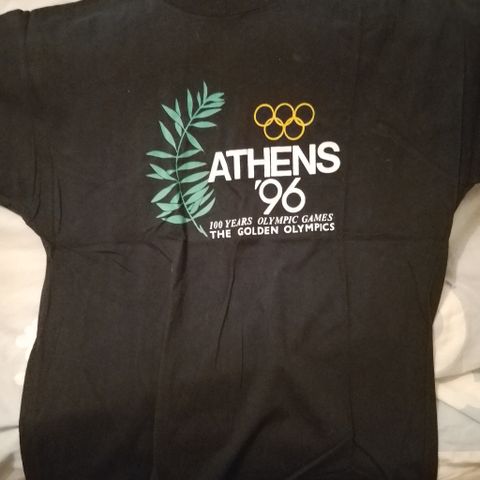 ATHENS
'96
100 YEARS OLYMPIC GAMES
THE GOLDEN OLYMPICS